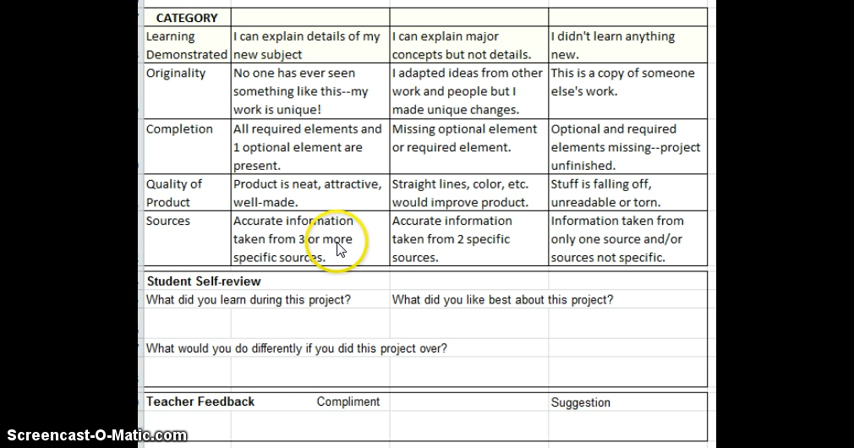 CATEGORY
Learning Demonstrated
I can explain details of my new subject
I can explain major concepts but not details.
I didn't learn anything new.
Originality
No one has ever seen something like this--my work is unique!
I adapted ideas from other work and people but I made unique changes.
This is a copy of someone else's work.
Completion
All required elements and 1 optional element are present.
Missing optional element or required element.
Optional and required elements missing--project unfinished.
Quality of Product
Product is neat, attractive, well-made.
Straight lines, color, etc. would improve product.
Stuff is falling off, unreadable or torn.
Sources
Accurate information taken from 3 or more specific sources.
Accurate information taken from 2 specific sources.
Information taken from only one source and/or sources not specific.
Student Self-review
What did you learn during this project?
What did you like best about this project?
What would you do differently if you did this project over?
Teacher Feedback
Compliment
Suggestion
Screencast-O-Matic.com